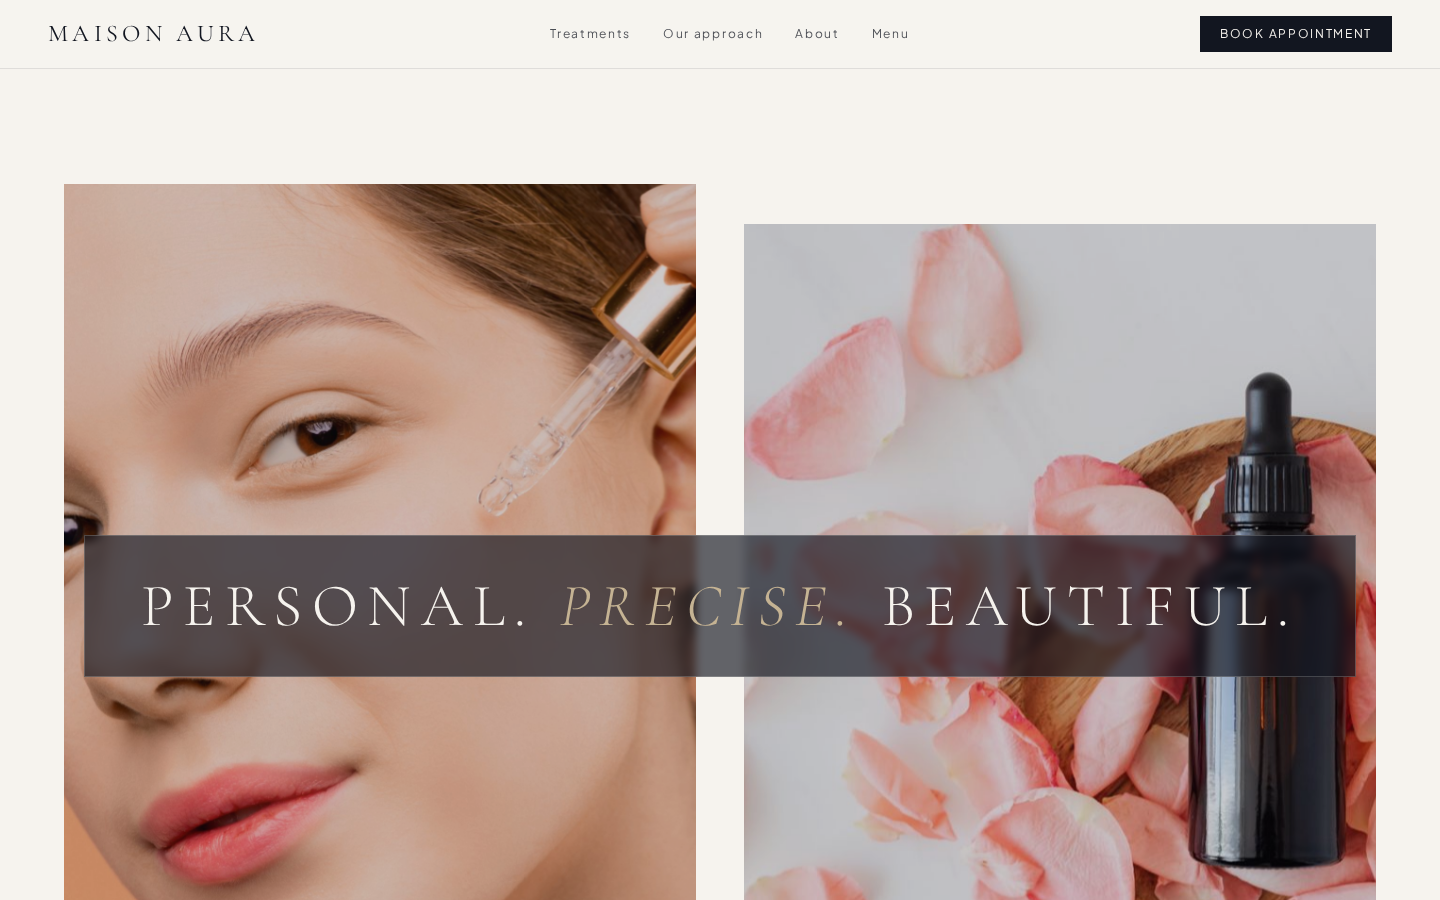 MAISON AURA
Treatments
Our approach
About
Menu
BOOK APPOINTMENT
PERSONAL. PRECISE. BEAUTIFUL.